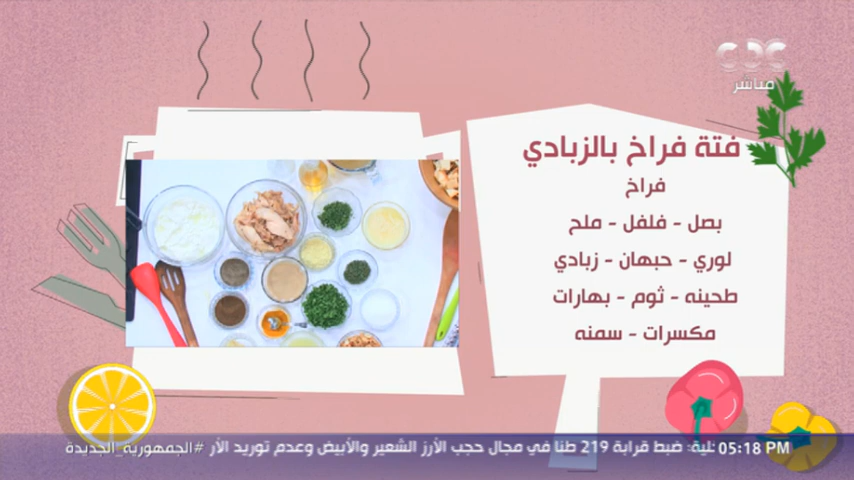 CBC
مباشر
فتة فراخ بالزبادي
فراخ
بصل - فلفل - ملح
لوري - حبهان - زبادي
طحينه - ثوم - بهارات
مكسرات - سمنه
05:18 PM
خلية: ضبط قرابة 219 طنا في مجال حجب الأرز الشعير والأبيض وعدم توريد الأر #الجمهورية_الجديدة